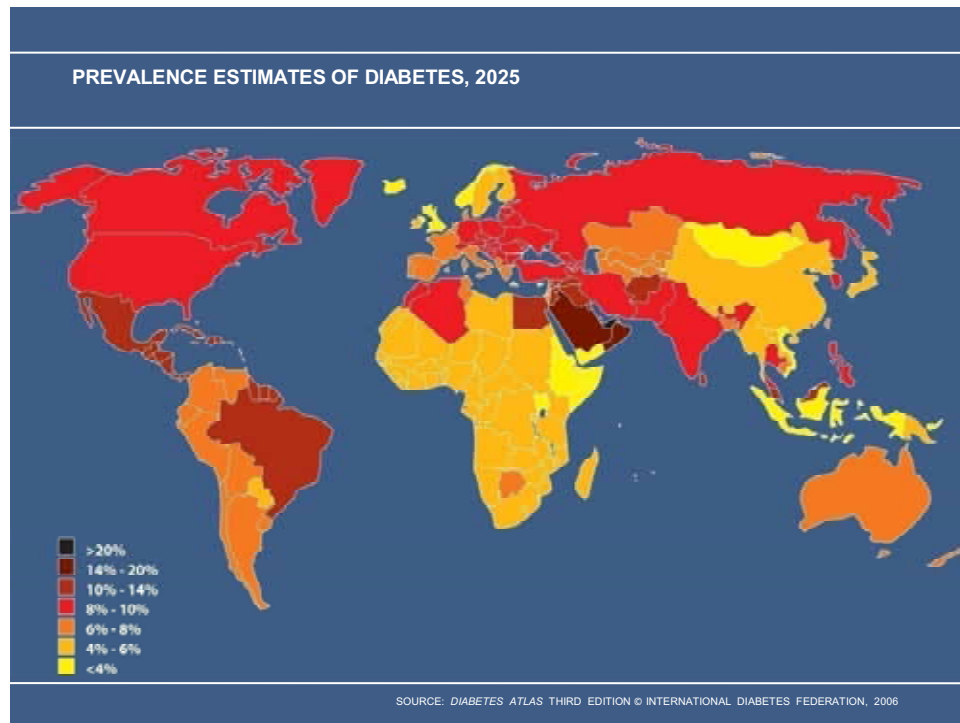 PREVALENCE ESTIMATES OF DIABETES, 2025
>20%
14% - 20%
10% - 14%
8% - 10%
6% - 8%
4% - 6%
<4%
SOURCE: DIABETES ATLAS THIRD EDITION © INTERNATIONAL DIABETES FEDERATION, 2006